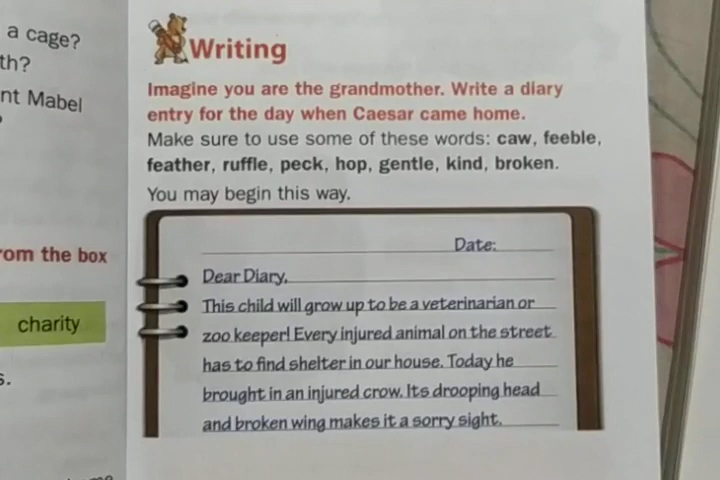 a cage?
th?
nt Mabel
?
om the box
charity
s.
Writing
Imagine you are the grandmother. Write a diary
entry for the day when Caesar came home.
Make sure to use some of these words: caw, feeble,
feather, ruffle, peck, hop, gentle, kind, broken.
You may begin this way.
Date:
Dear Diary,
This child will grow up to be a veterinarian or
zoo keeper! Every injured animal on the street
has to find shelter in our house. Today he
brought in an injured crow. Its drooping head
and broken wing makes it a sorry sight.